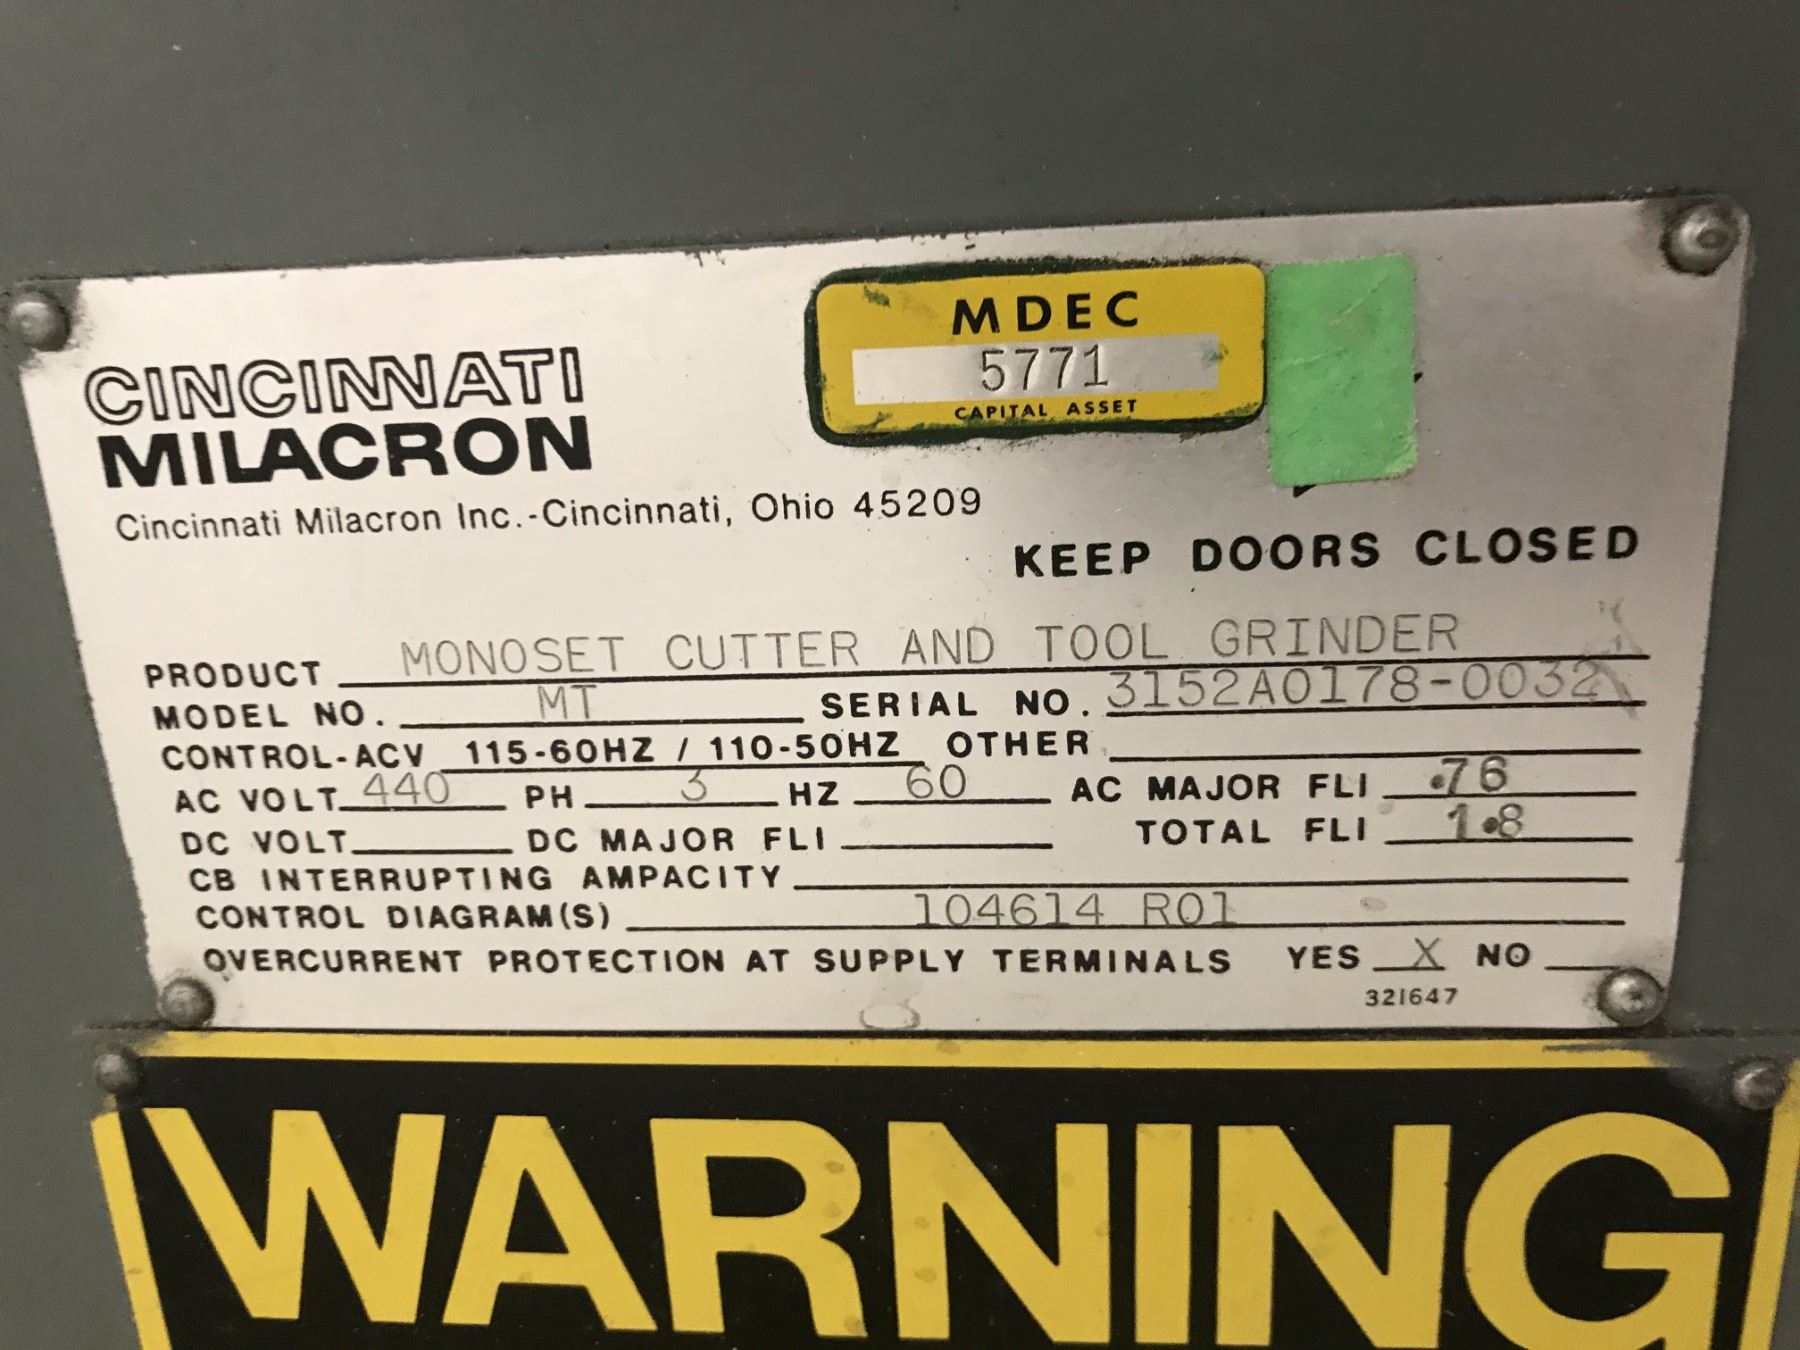 MDEC
5771
CAPITAL ASSET
CINCINNATI
MILACRON
Cincinnati Milacron Inc.-Cincinnati, Ohio 45209
KEEP DOORS CLOSED
PRODUCT MONOSET CUTTER AND TOOL GRINDER
MODEL NO. MT SERIAL NO. 3152A0178-0032
CONTROL-ACV 115-60HZ / 110-50HZ OTHER
AC VOLT 440 PH 3 HZ 60 AC MAJOR FLI .76
DC VOLT DC MAJOR FLI TOTAL FLI 1.8
CB INTERRUPTING AMPACITY
CONTROL DIAGRAM(S) 104614 R01
OVERCURRENT PROTECTION AT SUPPLY TERMINALS YES X NO
321647
WARNING